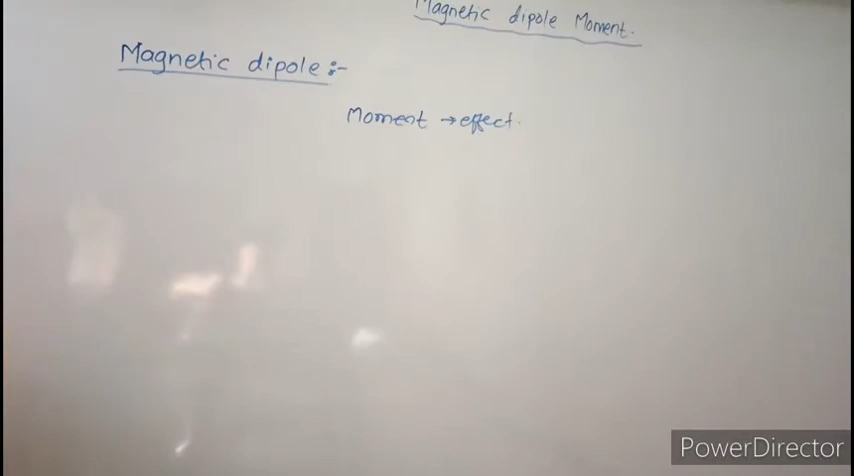 Magnetic dipole Moment.
Magnetic dipole :-
Moment → effect.
PowerDirector